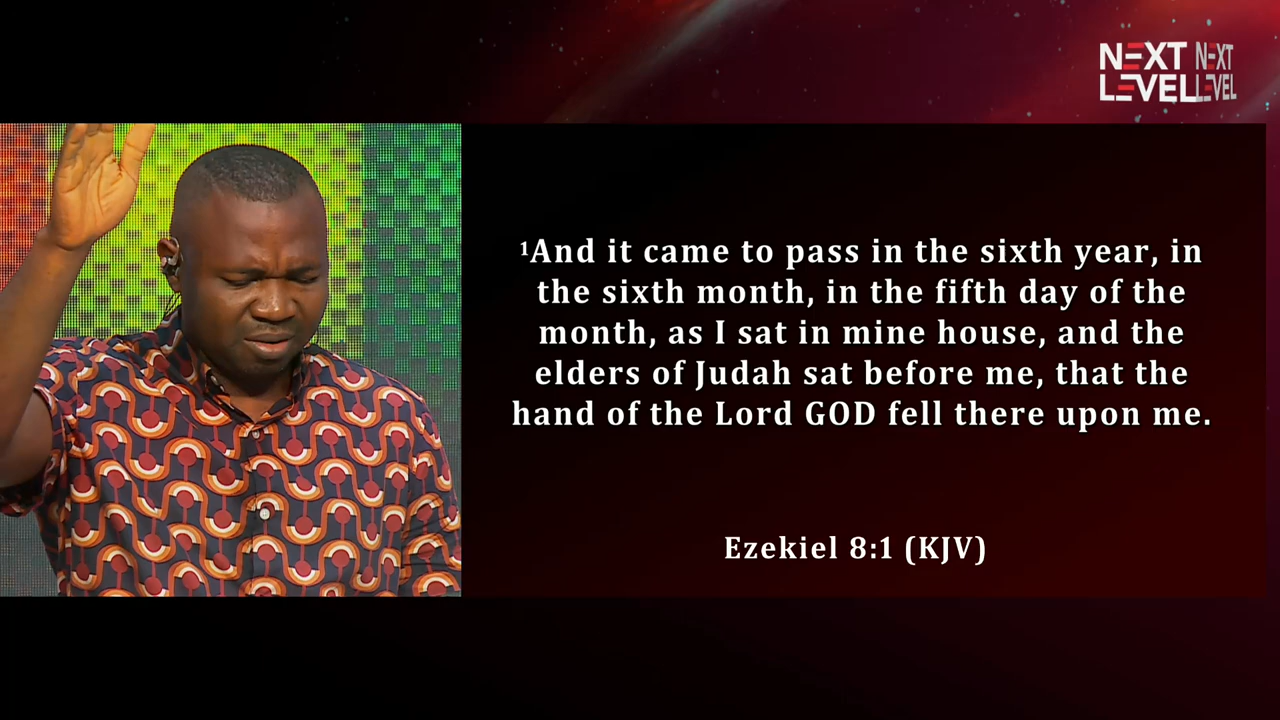 NEXT NEXT
LEVEL LEVEL
¹And it came to pass in the sixth year, in
the sixth month, in the fifth day of the
month, as I sat in mine house, and the
elders of Judah sat before me, that the
hand of the Lord GOD fell there upon me.
Ezekiel 8:1 (KJV)